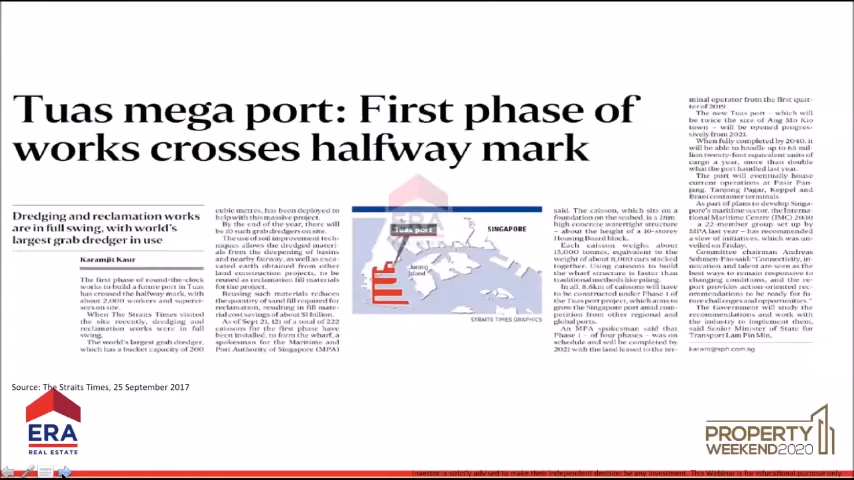 Tuas mega port: First phase of
works crosses halfway mark
Dredging and reclamation works
are in full swing, with world's
largest grab dredger in use
Karamjit Kaur
The first phase of round-the-clock
works to build a future port in Tuas
has crossed the halfway mark, with
about 2,000 workers and supervi-
sors on site.
When The Straits Times visited
the site recently, dredging and
reclamation works were in full
swing.
The world's largest grab dredger,
which has a bucket capacity of 200
cubic metres, has been deployed to
help with this massive project.
By the end of the year, there will
be 10 such grab dredgers on site.
The use of soil improvement tech-
niques allows the dredged materi-
als from the deepening of basins
and nearby fairway, as well as exca-
vated earth obtained from other
land construction projects, to be
reused as reclamation fill materials
for the project.
Reusing such materials reduces
the quantity of sand fill required for
reclamation, resulting in fill mate-
rial cost savings of about $1 billion.
As of Sept 21, 121 of a total of 222
caissons for the first phase have
been installed, to form the wharf, a
spokesman for the Maritime and
Port Authority of Singapore (MPA)
ERA
Tuas port
SINGAPORE
Jurong
Island
STRAITS TIMES GRAPHICS
said. The caisson, which sits on a
foundation on the seabed, is a 28m-
high concrete watertight structure
– about the height of a 10-storey
Housing Board block.
Each caisson weighs about
15,000 tonnes, equivalent to the
weight of about 8,000 cars stacked
together. Using caissons to build
the wharf structure is faster than
traditional methods like piling.
In all, 8.6km of caissons will have
to be constructed under Phase 1 of
the Tuas port project, which aims to
grow the Singapore port amid com-
petition from other regional and
global ports.
An MPA spokesman said that
Phase 1 – of four phases – was on
schedule and will be completed by
2021 with the land leased to the ter-
minal operator from the first quar-
ter of 2019.
The new Tuas port – which will
be twice the size of Ang Mo Kio
town – will be opened progres-
sively from 2021.
When fully completed by 2040, it
will be able to handle up to 65 mil-
lion twenty-foot equivalent units of
cargo a year, more than double
what the port handled last year.
The port will eventually house
current operations at Pasir Pan-
jang, Tanjong Pagar, Keppel and
Brani container terminals.
As part of plans to develop Singa-
pore's maritime sector, the Interna-
tional Maritime Centre (IMC) 2030
– a 22-member group set up by
MPA last year – has recommended
a slew of initiatives, which was un-
veiled on Friday.
Committee chairman Andreas
Sohmen-Pao said: "Connectivity, in-
novation and talent are seen as the
best ways to remain responsive to
changing conditions, and the re-
port provides action-oriented rec-
ommendations to be ready for fu-
ture challenges and opportunities."
The Government will study the
recommendations and work with
the industry to implement them,
said Senior Minister of State for
Transport Lam Pin Min.
karam@sph.com.sg
Source: The Straits Times, 25 September 2017
ERA
REAL ESTATE
PROPERTY
WEEKEND2020
Investor is strictly advised to make their independent decision be any investment. This Webinar is for educational purpose only